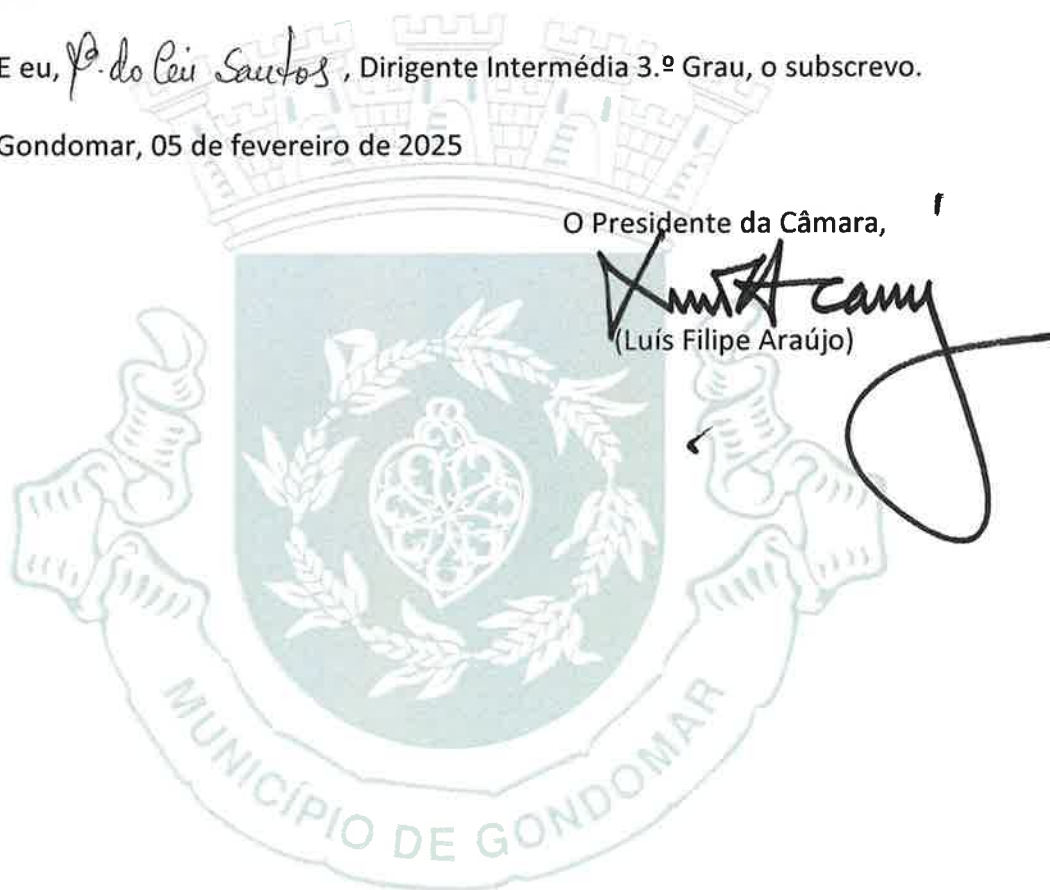 E eu, Mª. do Céu Santos, Dirigente Intermédia 3.º Grau, o subscrevo.
Gondomar, 05 de fevereiro de 2025
O Presidente da Câmara,
(Luís Filipe Araújo)
MUNICÍPIO DE GONDOMAR